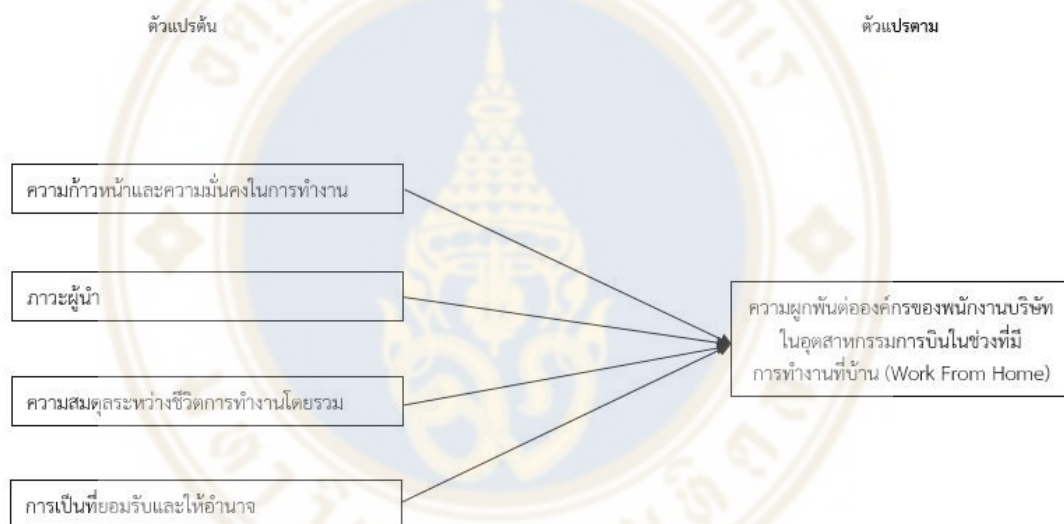 ตัวแปรต้น
ตัวแปรตาม
ความก้าวหน้าและความมั่นคงในการทำงาน
ภาวะผู้นำ
ความสมดุลระหว่างชีวิตการทำงานโดยรวม
การเป็นที่ยอมรับและให้อำนาจ
ความผูกพันต่อองค์กรของพนักงานบริษัท
ในอุตสาหกรรมการบินในช่วงที่มี
การทำงานที่บ้าน (Work From Home)